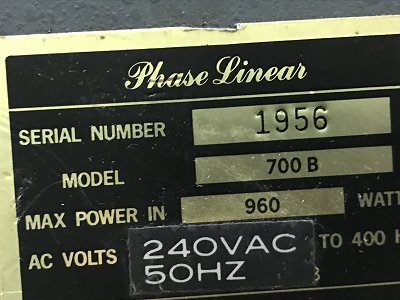 Phase Linear
SERIAL NUMBER 1956
MODEL 700 B
MAX POWER IN 960 WATT
AC VOLTS 240VAC TO 400 H
50HZ